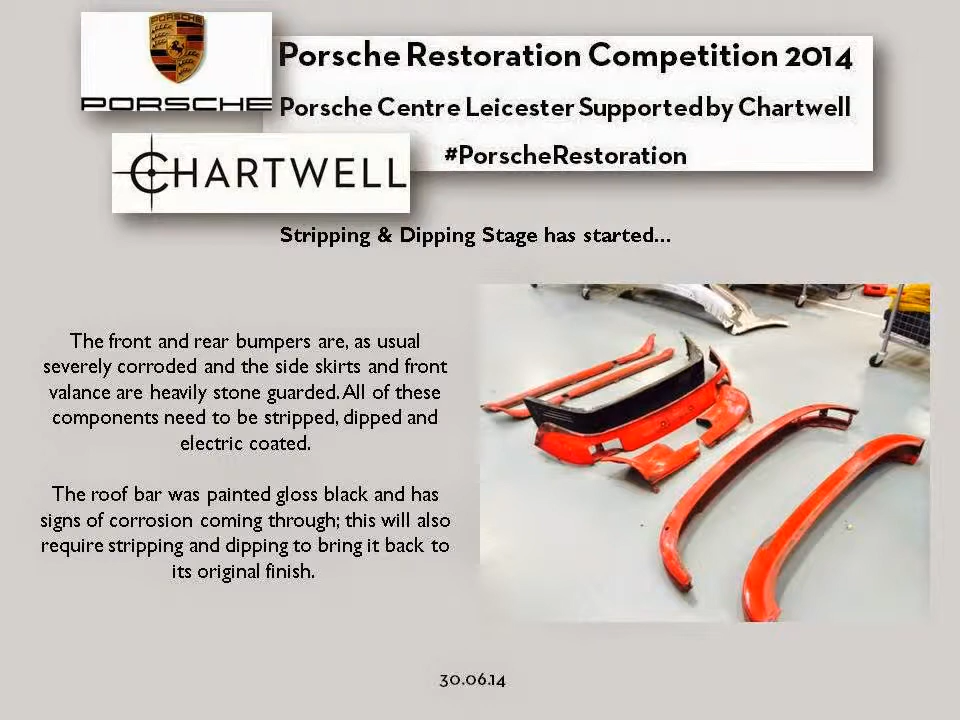 PORSCHE
PORSCHE
Porsche Restoration Competition 2014
Porsche Centre Leicester Supported by Chartwell
CHARTWELL
#PorscheRestoration
Stripping & Dipping Stage has started...
The front and rear bumpers are, as usual
severely corroded and the side skirts and front
valance are heavily stone guarded. All of these
components need to be stripped, dipped and
electric coated.
The roof bar was painted gloss black and has
signs of corrosion coming through; this will also
require stripping and dipping to bring it back to
its original finish.
30.06.14